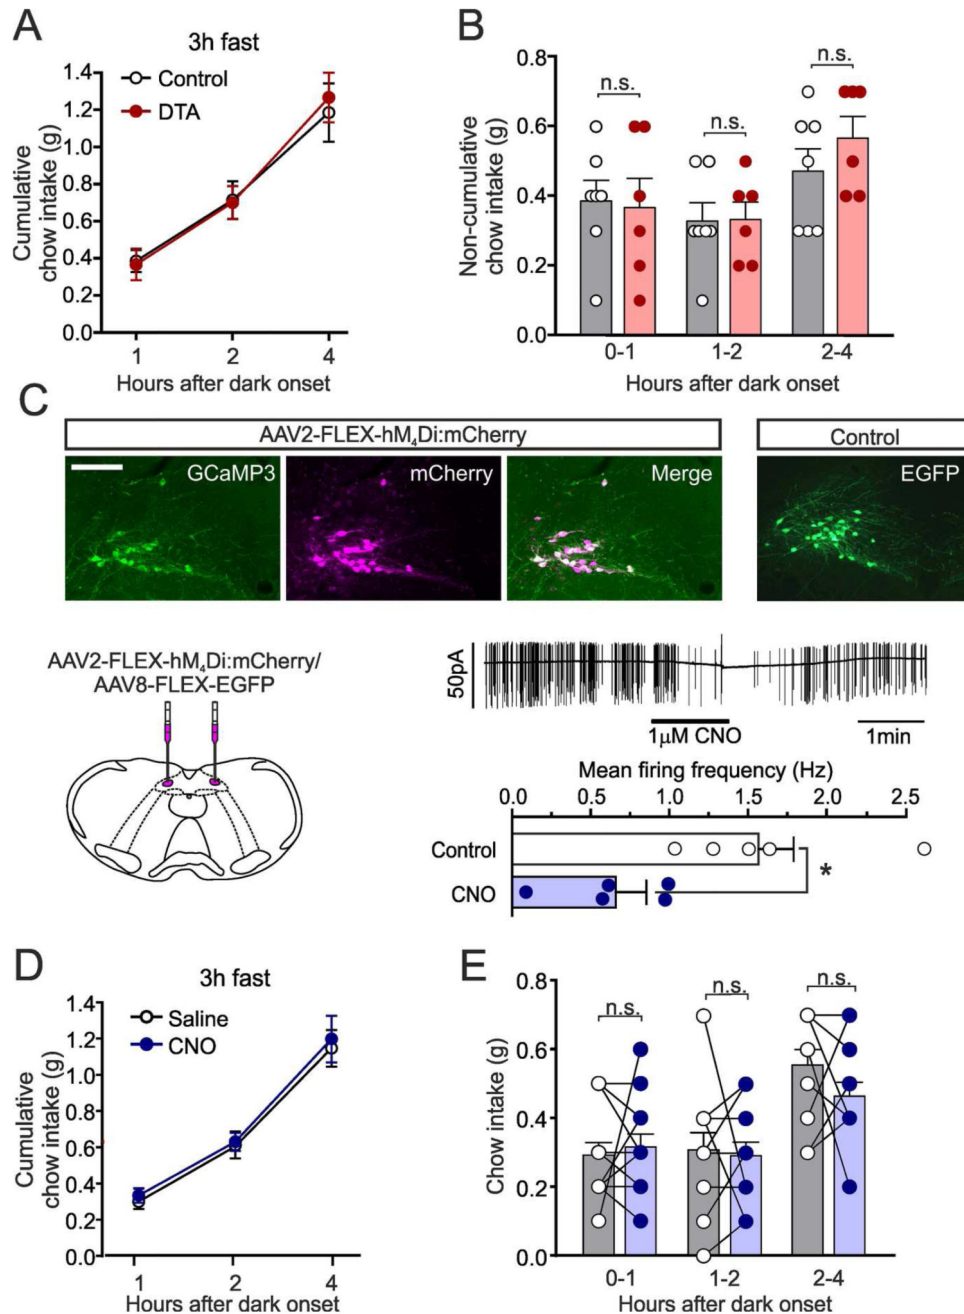 A
3h fast
Control
DTA
Cumulative
chow intake (g)
1.4
1.2
1.0
0.8
0.6
0.4
0.2
0.0
1
2
4
Hours after dark onset
B
Non-cumulative
chow intake (g)
0.8
0.6
0.4
0.2
0.0
n.s.
n.s.
n.s.
0-1
1-2
2-4
Hours after dark onset
C
AAV2-FLEX-hM₄Di:mCherry
Control
GCaMP3
mCherry
Merge
EGFP
AAV2-FLEX-hM₄Di:mCherry/
AAV8-FLEX-EGFP
50pA
1µM CNO
1min
Mean firing frequency (Hz)
0.0 0.5 1.0 1.5 2.0 2.5
Control
CNO
*
D
3h fast
Saline
CNO
Cumulative
chow intake (g)
1.4
1.2
1.0
0.8
0.6
0.4
0.2
0.0
1
2
4
Hours after dark onset
E
Chow intake (g)
0.8
0.6
0.4
0.2
0.0
n.s.
n.s.
n.s.
0-1
1-2
2-4
Hours after dark onset